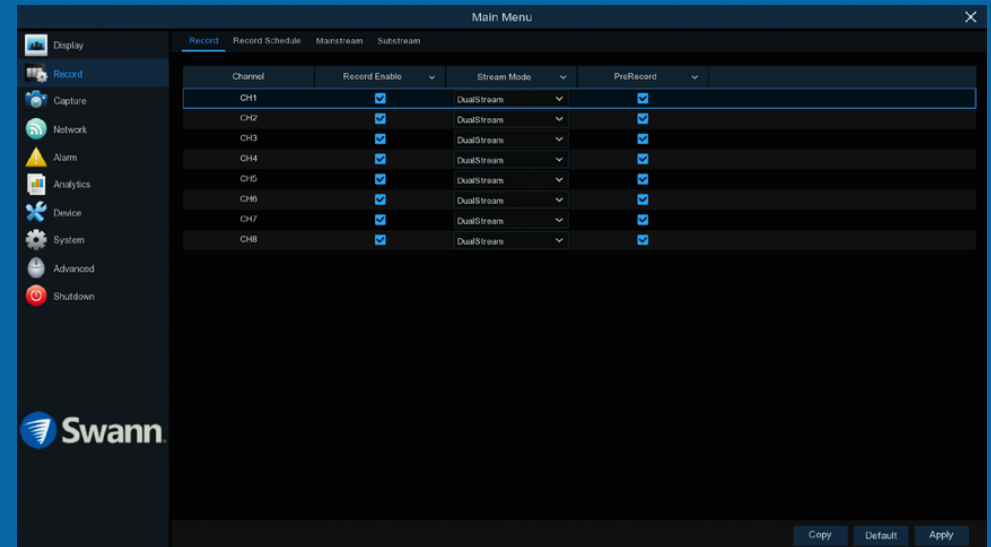 Main Menu
Display
Record
Capture
Network
Alarm
Analytics
Device
System
Advanced
Shutdown
Swann
Record Record Schedule Mainstream Substream
Channel Record Enable Stream Mode PreRecord
CH1 DualStream
CH2 DualStream
CH3 DualStream
CH4 DualStream
CH5 DualStream
CH6 DualStream
CH7 DualStream
CH8 DualStream
Copy Default Apply